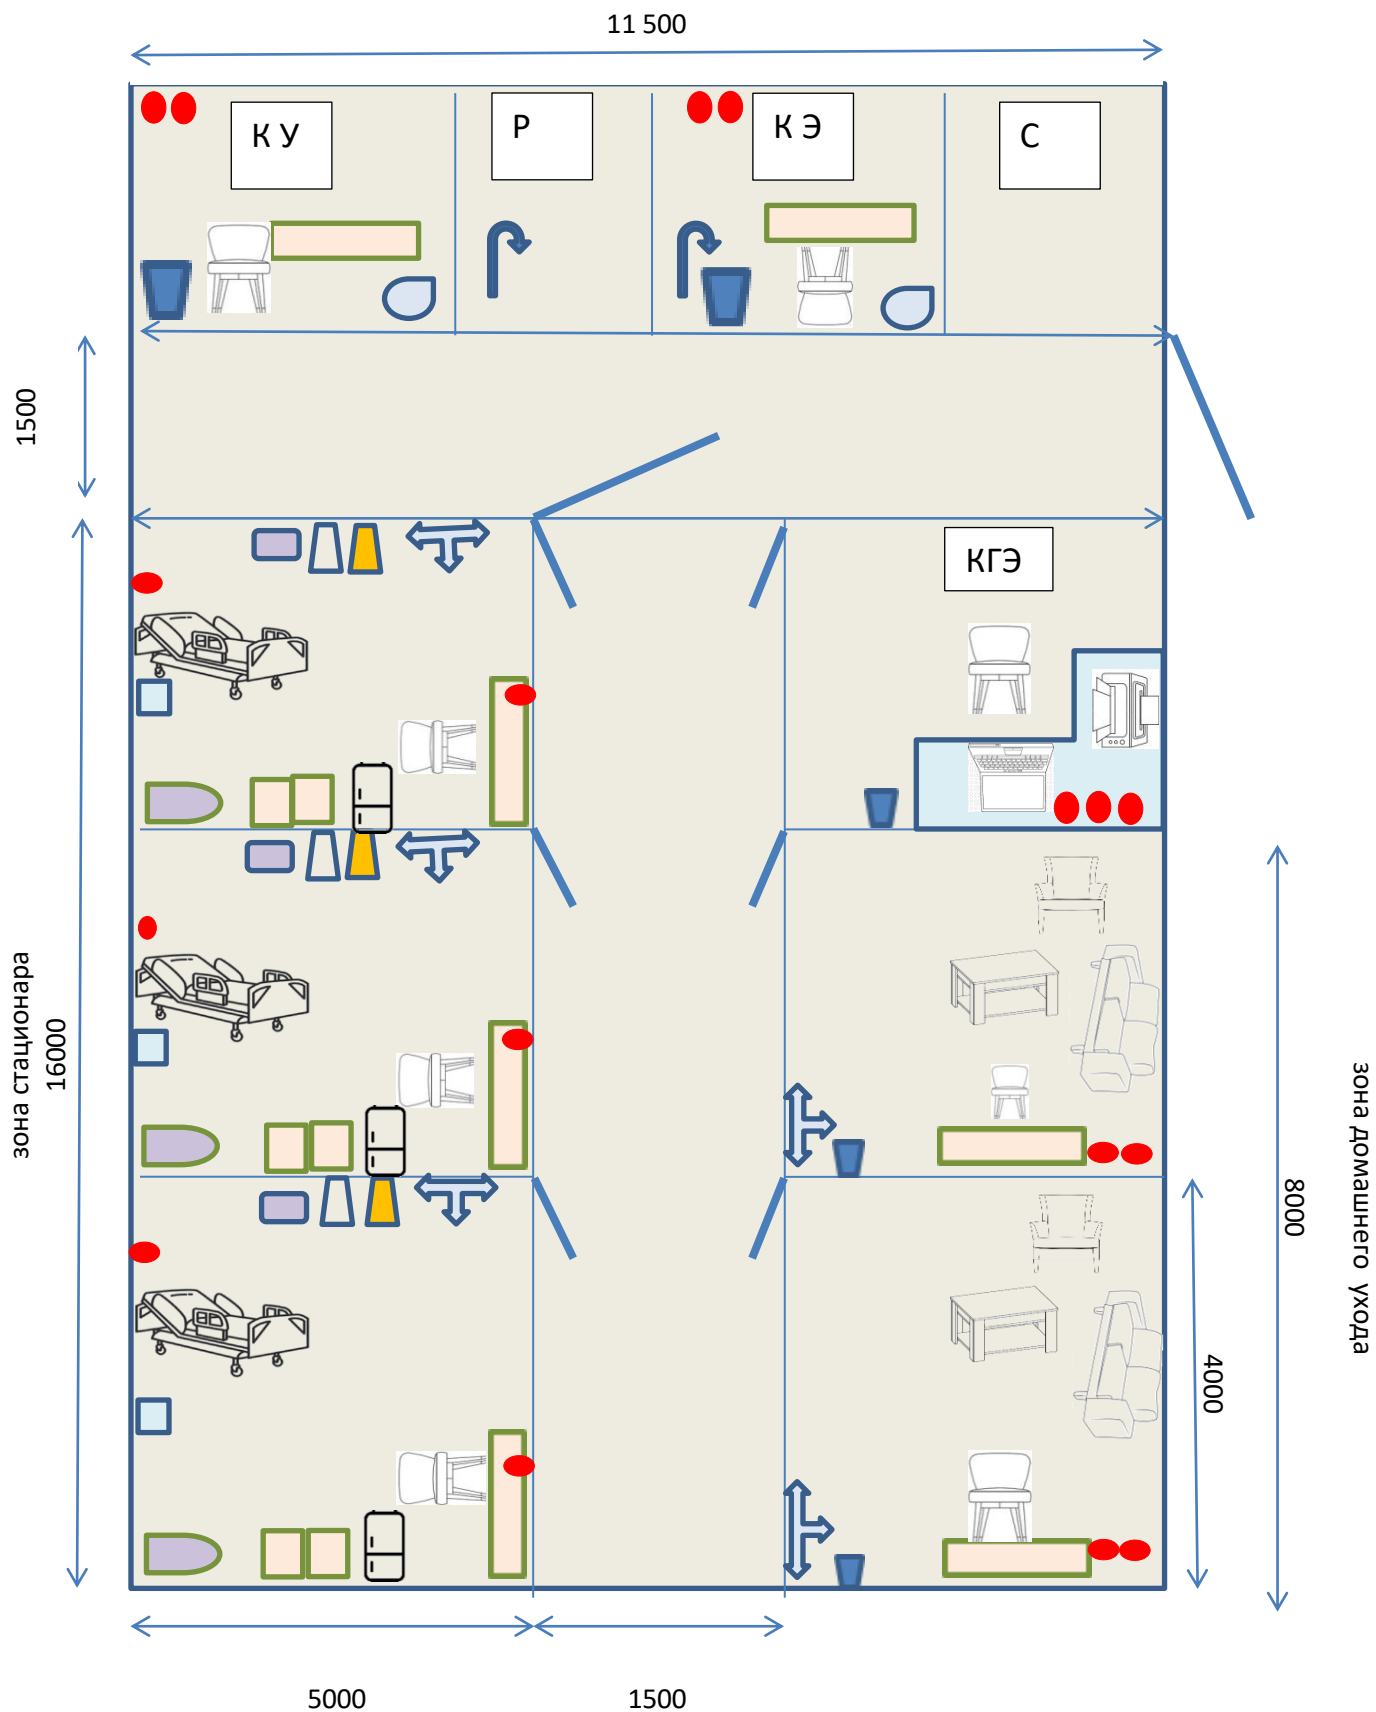 11 500
К У
Р
К Э
С
1500
КГЭ
зона стационара
16000
8000
зона домашнего ухода
4000
5000
1500